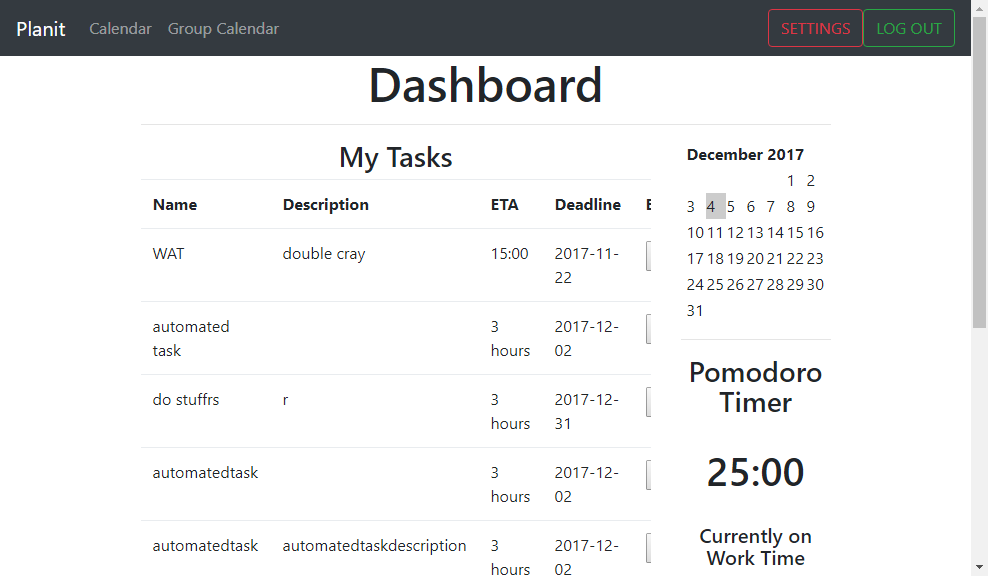 Planit Calendar Group Calendar SETTINGS LOG OUT
Dashboard
My Tasks
Name Description ETA Deadline
WAT double cray 15:00 2017-11-
22
automated 3 2017-12-
task hours 02
do stuffrs r 3 2017-12-
hours 31
automatedtask 3 2017-12-
hours 02
automatedtask automatedtaskdescription 3 2017-12-
hours 02
December 2017
1 2
3 4 5 6 7 8 9
10 11 12 13 14 15 16
17 18 19 20 21 22 23
24 25 26 27 28 29 30
31
Pomodoro
Timer
25:00
Currently on
Work Time